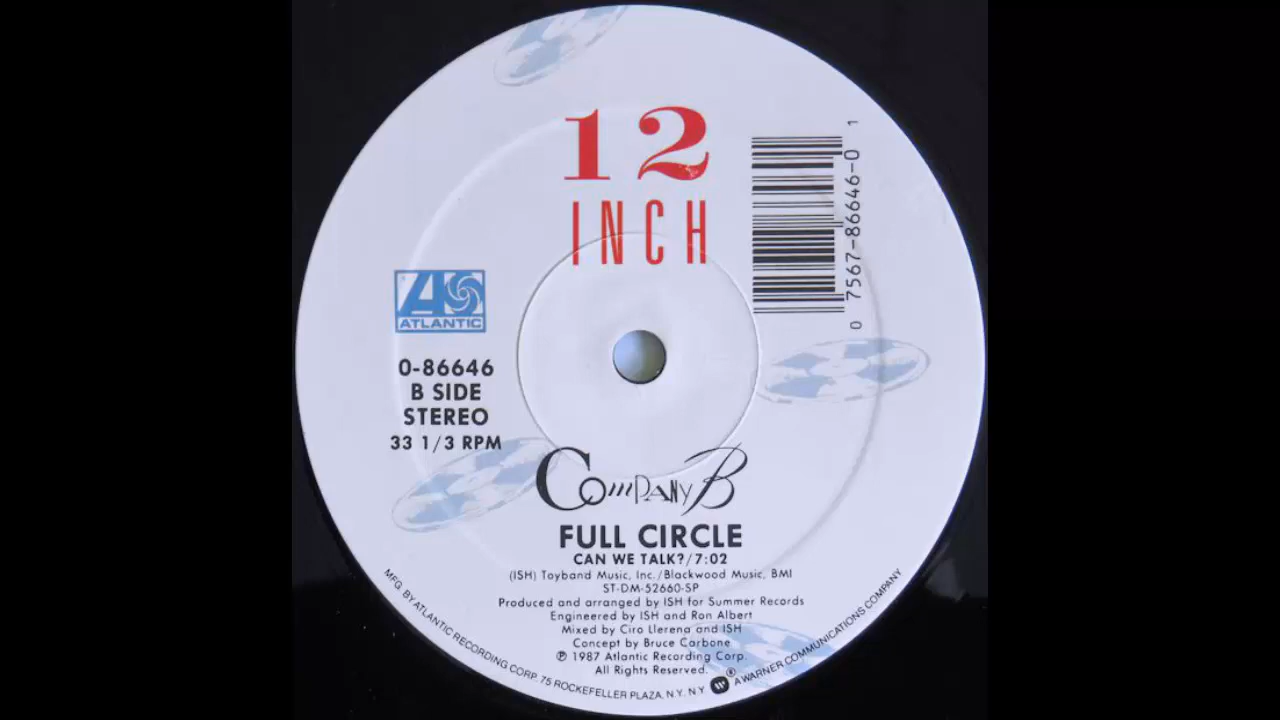 12
INCH
0 7567-86646-0 1
ATLANTIC
0-86646
B SIDE
STEREO
33 1/3 RPM
Company B
FULL CIRCLE
CAN WE TALK?/7:02
(ISH) Toyband Music, Inc./Blackwood Music, BMI
ST-DM-52660-SP
Produced and arranged by ISH for Summer Records
Engineered by ISH and Ron Albert
Mixed by Ciro Llerena and ISH
Concept by Bruce Carbone
℗ 1987 Atlantic Recording Corp.
All Rights Reserved.
MFG. BY ATLANTIC RECORDING CORP. 75 ROCKEFELLER PLAZA, N.Y. N.Y. ® A WARNER COMMUNICATIONS COMPANY